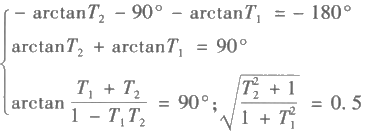 − arctanT₂ − 90° − arctanT₁ = − 180°
arctanT₂ + arctanT₁ = 90°
arctan (T₁ + T₂)/(1 − T₁T₂) = 90°; √((T₂² + 1)/(1 + T₁²)) = 0.5